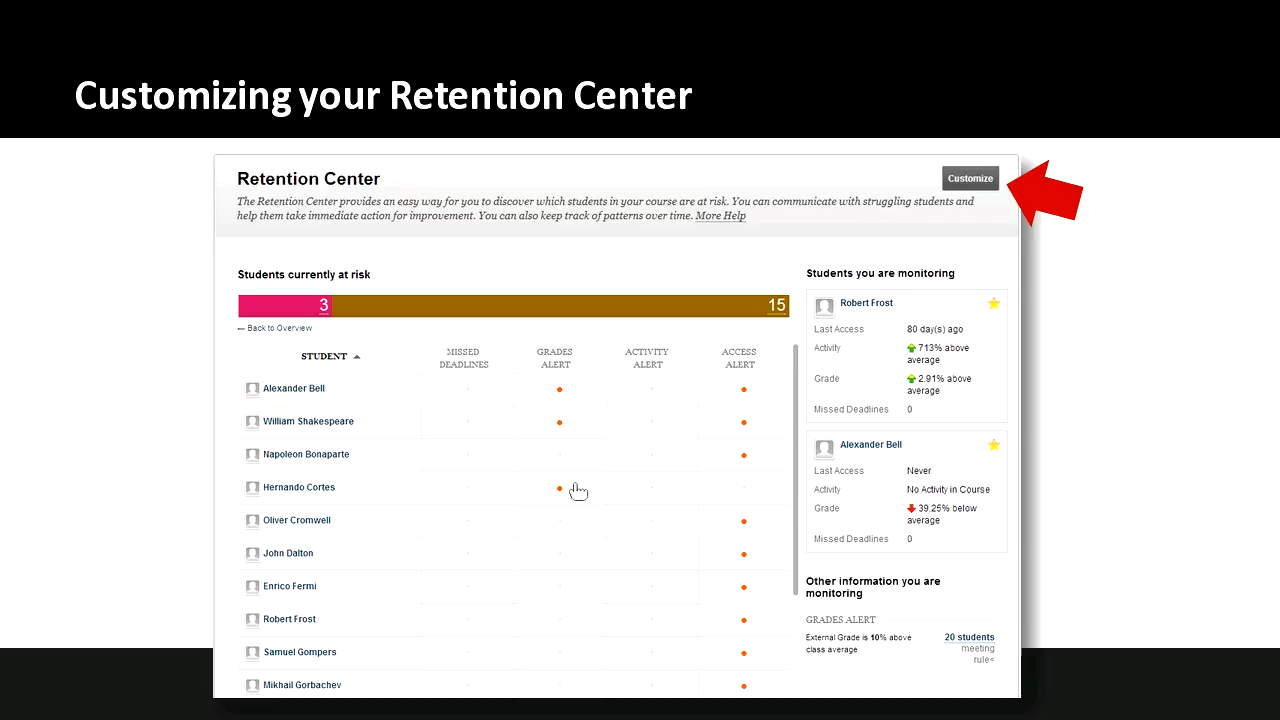 Customizing your Retention Center
Retention Center
Customize
The Retention Center provides an easy way for you to discover which students in your course are at risk. You can communicate with struggling students and
help them take immediate action for improvement. You can also keep track of patterns over time. More Help
Students currently at risk
3
15
← Back to Overview
STUDENT
MISSED
DEADLINES
GRADES
ALERT
ACTIVITY
ALERT
ACCESS
ALERT
Alexander Bell
William Shakespeare
Napoleon Bonaparte
Hernando Cortes
Oliver Cromwell
John Dalton
Enrico Fermi
Robert Frost
Samuel Gompers
Mikhail Gorbachev
Students you are monitoring
Robert Frost
Last Access 80 day(s) ago
Activity 713% above
average
Grade 2.91% above
average
Missed Deadlines 0
Alexander Bell
Last Access Never
Activity No Activity in Course
Grade 39.25% below
average
Missed Deadlines 0
Other information you are
monitoring
GRADES ALERT
External Grade is 10% above
class average
20 students
meeting
rule<